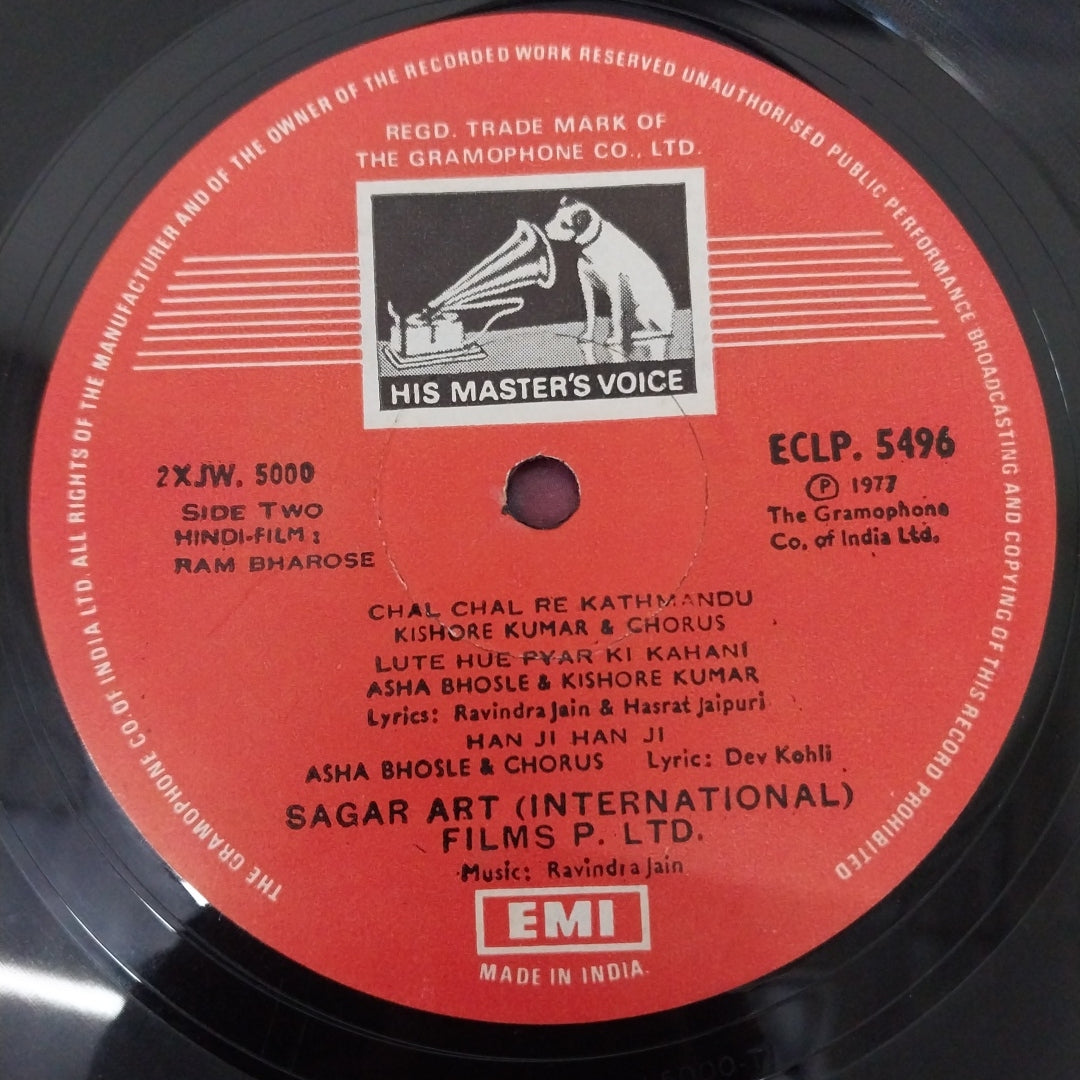 THE GRAMOPHONE CO. OF INDIA LTD. ALL RIGHTS OF THE MANUFACTURER AND OF THE OWNER OF THE RECORDED WORK RESERVED UNAUTHORISED PUBLIC PERFORMANCE BROADCASTING AND COPYING OF THIS RECORD PROHIBITED
REGD. TRADE MARK OF
THE GRAMOPHONE CO., LTD.
HIS MASTER'S VOICE
2XJW. 5000
SIDE TWO
HINDI-FILM :
RAM BHAROSE
ECLP. 5496
℗ 1977
The Gramophone
Co. of India Ltd.
CHAL CHAL RE KATHMANDU
KISHORE KUMAR & CHORUS
LUTE HUE PYAR KI KAHANI
ASHA BHOSLE & KISHORE KUMAR
Lyrics: Ravindra Jain & Hasrat Jaipuri
HAN JI HAN JI
ASHA BHOSLE & CHORUS Lyric: Dev Kohli
SAGAR ART (INTERNATIONAL)
FILMS P. LTD.
Music: Ravindra Jain
EMI
MADE IN INDIA.